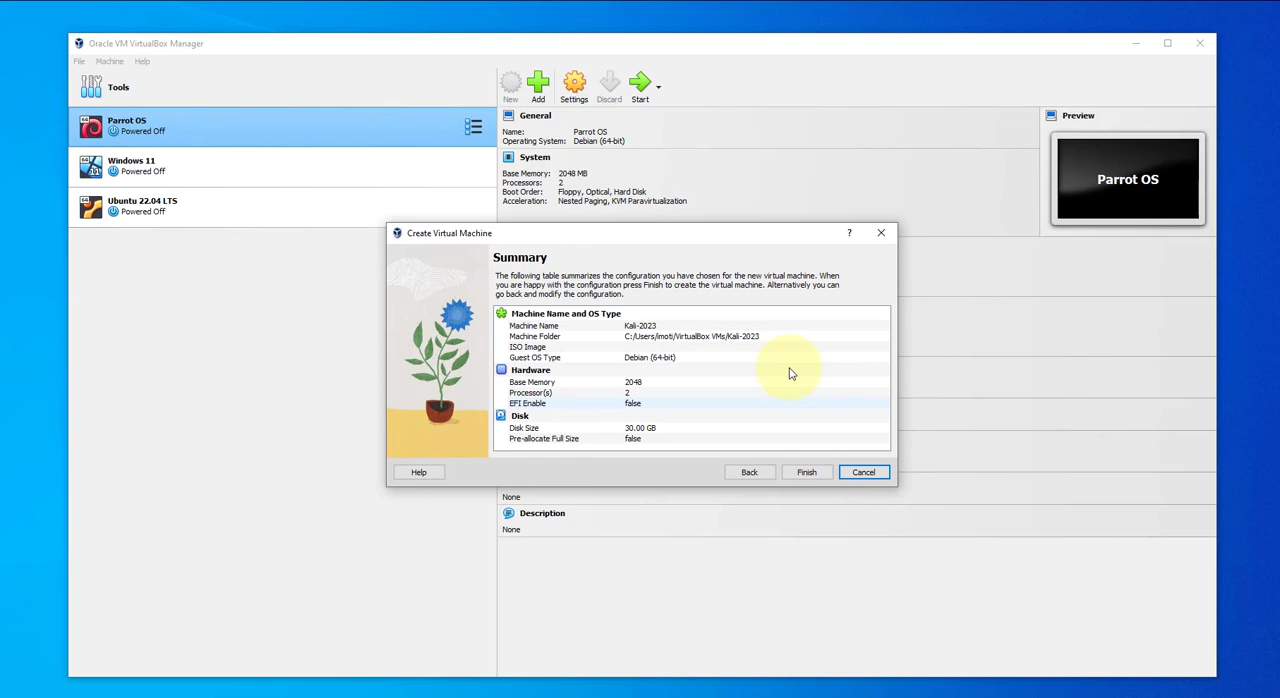 Oracle VM VirtualBox Manager
File Machine Help
Tools
New Add Settings Discard Start
64 Parrot OS
Powered Off
64 11 Windows 11
Powered Off
64 Ubuntu 22.04 LTS
Powered Off
General
Name: Parrot OS
Operating System: Debian (64-bit)
System
Base Memory: 2048 MB
Processors: 2
Boot Order: Floppy, Optical, Hard Disk
Acceleration: Nested Paging, KVM Paravirtualization
Preview
Parrot OS
Create Virtual Machine ?
Summary
The following table summarizes the configuration you have chosen for the new virtual machine. When
you are happy with the configuration press Finish to create the virtual machine. Alternatively you can
go back and modify the configuration.
Machine Name and OS Type
Machine Name Kali-2023
Machine Folder C:/Users/imoti/VirtualBox VMs/Kali-2023
ISO Image
Guest OS Type Debian (64-bit)
Hardware
Base Memory 2048
Processor(s) 2
EFI Enable false
Disk
Disk Size 30.00 GB
Pre-allocate Full Size false
Help Back Finish Cancel
None
Description
None